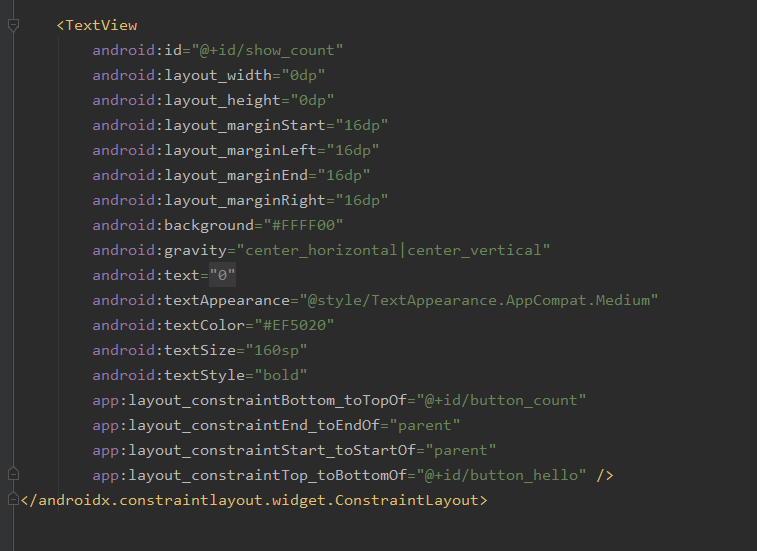 <TextView
android:id="@+id/show_count"
android:layout_width="0dp"
android:layout_height="0dp"
android:layout_marginStart="16dp"
android:layout_marginLeft="16dp"
android:layout_marginEnd="16dp"
android:layout_marginRight="16dp"
android:background="#FFFF00"
android:gravity="center_horizontal|center_vertical"
android:text="0"
android:textAppearance="@style/TextAppearance.AppCompat.Medium"
android:textColor="#EF5020"
android:textSize="160sp"
android:textStyle="bold"
app:layout_constraintBottom_toTopOf="@+id/button_count"
app:layout_constraintEnd_toEndOf="parent"
app:layout_constraintStart_toStartOf="parent"
app:layout_constraintTop_toBottomOf="@+id/button_hello" />
</androidx.constraintlayout.widget.ConstraintLayout>